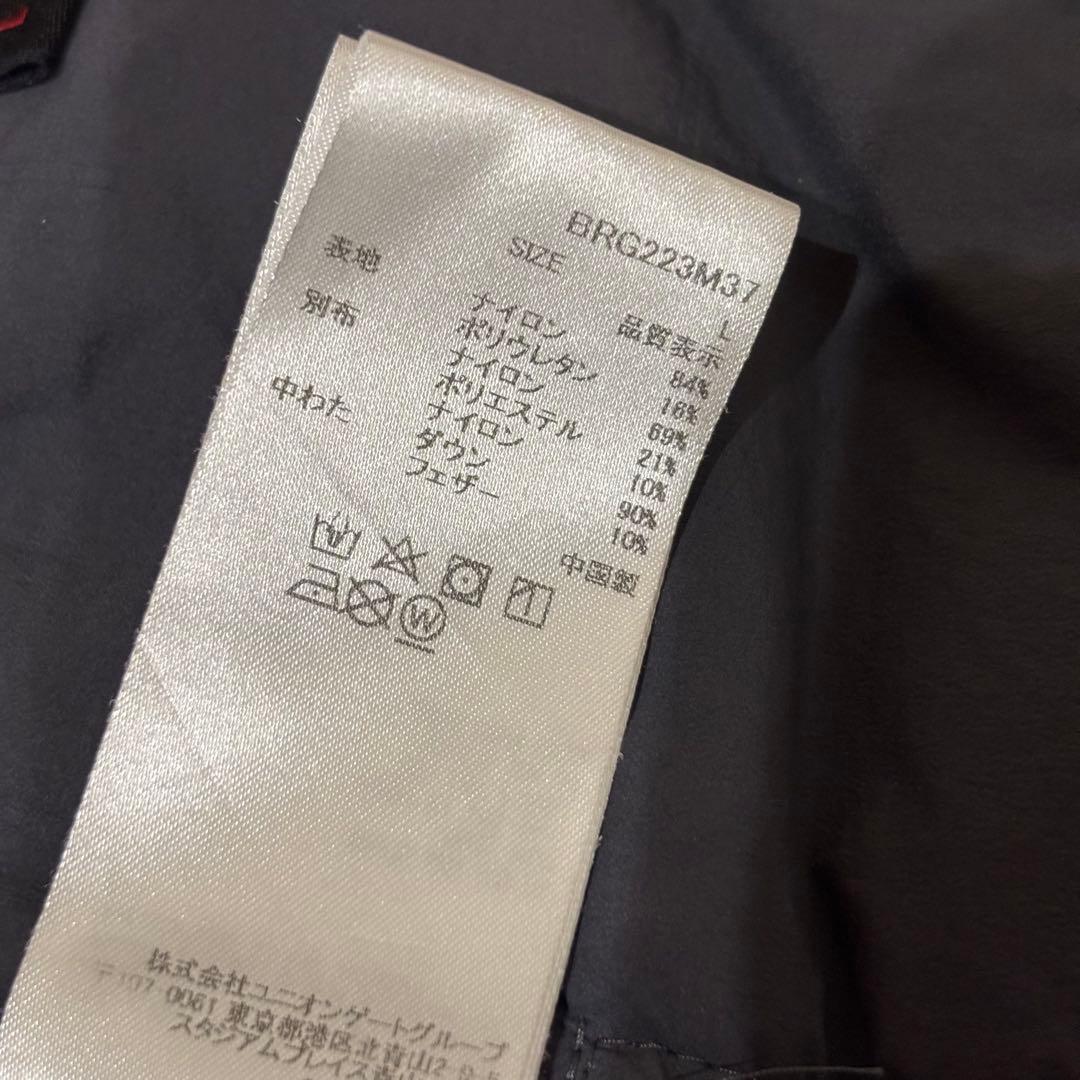 BRG223M37
SIZE L
品質表示
表地 ナイロン 84%
ポリウレタン 16%
別布 ナイロン 69%
ポリエステル 21%
ナイロン 10%
中わた ダウン 90%
フェザー 10%
中国製
W
株式会社ユニオンゲートグループ
〒107 0061 東京都港区北青山2
スタジアムプレイス青山